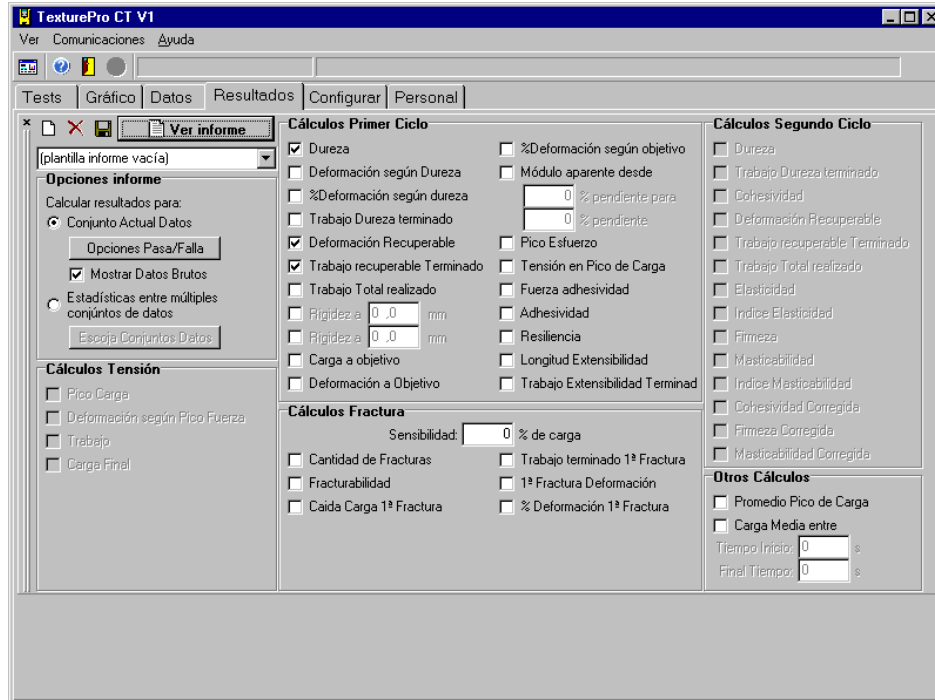 TexturePro CT V1
Ver Comunicaciones Ayuda
Tests Gráfico Datos Resultados Configurar Personal
Ver informe
(plantilla informe vacía)
Opciones informe
Calcular resultados para:
Conjunto Actual Datos
Opciones Pasa/Falla
Mostrar Datos Brutos
Estadísticas entre múltiples
conjúntos de datos
Escoja Conjuntos Datos
Cálculos Tensión
Pico Carga
Deformación según Pico Fuerza
Trabajo
Carga Final
Cálculos Primer Ciclo
Dureza
Deformación según Dureza
%Deformación según dureza
Trabajo Dureza terminado
Deformación Recuperable
Trabajo recuperable Terminado
Trabajo Total realizado
Rigidez a 0 ,0 mm
Rigidez a 0 ,0 mm
Carga a objetivo
Deformación a Objetivo
%Deformación según objetivo
Módulo aparente desde
0 % pendiente para
0 % pendiente
Pico Esfuerzo
Tensión en Pico de Carga
Fuerza adhesividad
Adhesividad
Resiliencia
Longitud Extensibilidad
Trabajo Extensibilidad Terminad
Cálculos Fractura
Sensibilidad: 0 % de carga
Cantidad de Fracturas
Fracturabilidad
Caida Carga 1ª Fractura
Trabajo terminado 1ª Fractura
1ª Fractura Deformación
% Deformación 1ª Fractura
Cálculos Segundo Ciclo
Dureza
Trabajo Dureza terminado
Cohesividad
Deformación Recuperable
Trabajo recuperable Terminado
Trabajo Total realizado
Elasticidad
Indice Elasticidad
Firmeza
Masticabilidad
Indice Masticabilidad
Cohesividad Corregida
Firmeza Corregida
Masticabilidad Corregida
Otros Cálculos
Promedio Pico de Carga
Carga Media entre
Tiempo Inicio: 0 s
Final Tiempo: 0 s